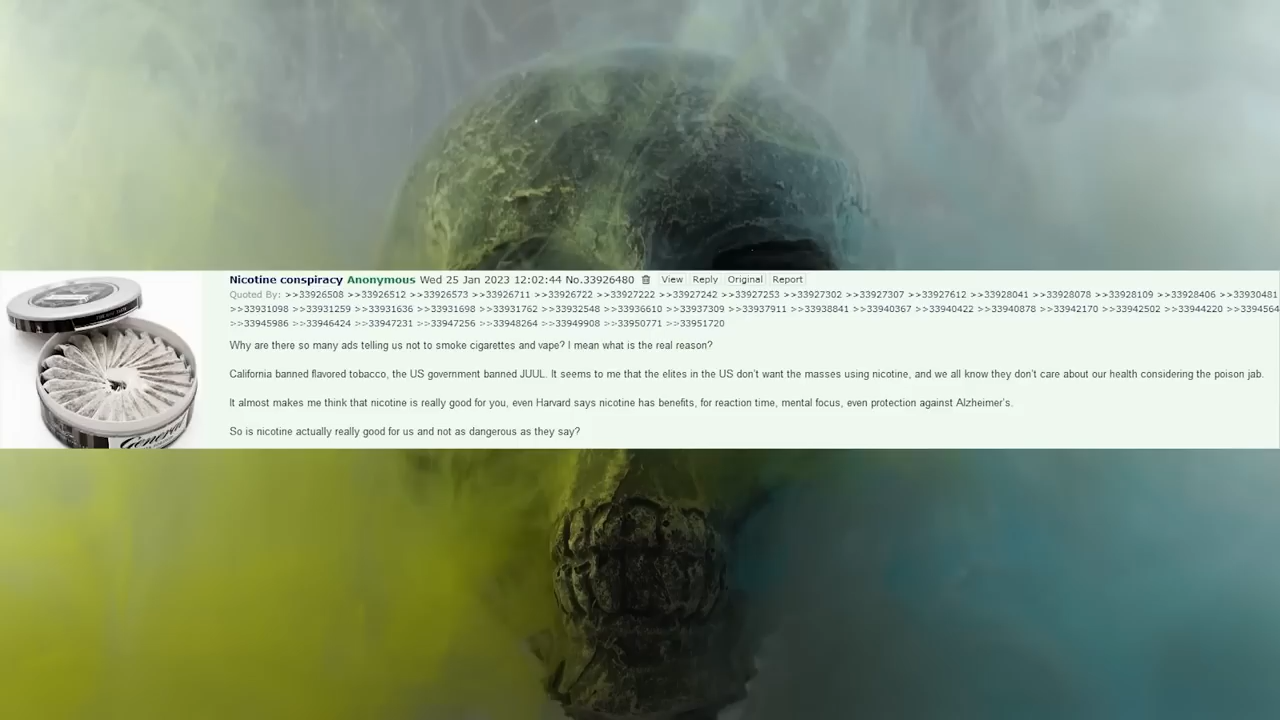 Nicotine conspiracy Anonymous Wed 25 Jan 2023 12:02:44 No.33926480 View Reply Original Report
Quoted By: >>33926508 >>33926512 >>33926573 >>33926711 >>33926722 >>33927222 >>33927242 >>33927253 >>33927302 >>33927307 >>33927612 >>33928041 >>33928078 >>33928109 >>33928406 >>33930481
>>33931098 >>33931259 >>33931636 >>33931698 >>33931762 >>33932548 >>33936610 >>33937309 >>33937911 >>33938841 >>33940367 >>33940422 >>33940878 >>33942170 >>33942502 >>33944220 >>3394564
>>33945986 >>33946424 >>33947231 >>33947256 >>33948264 >>33949908 >>33950771 >>33951720
Why are there so many ads telling us not to smoke cigarettes and vape? I mean what is the real reason?
California banned flavored tobacco, the US government banned JUUL. It seems to me that the elites in the US don't want the masses using nicotine, and we all know they don't care about our health considering the poison jab.
It almost makes me think that nicotine is really good for you, even Harvard says nicotine has benefits, for reaction time, mental focus, even protection against Alzheimer's.
So is nicotine actually really good for us and not as dangerous as they say?
General